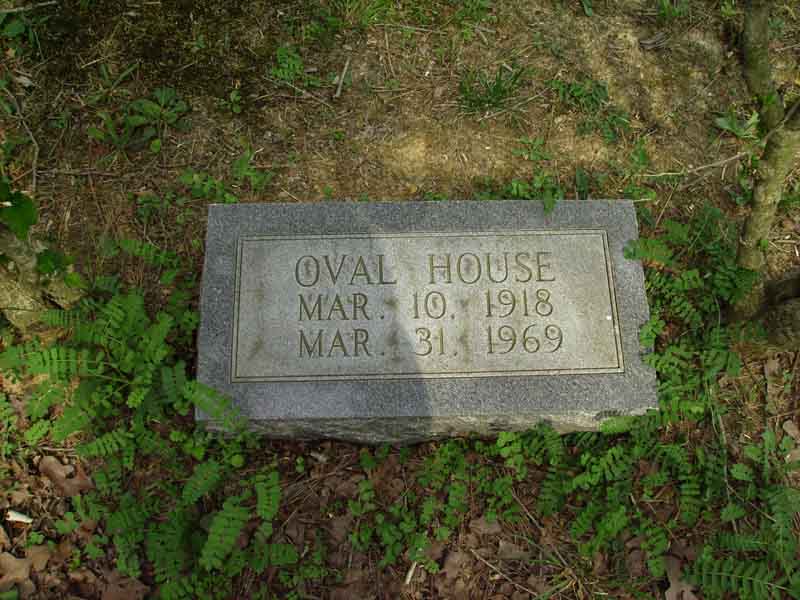 OVAL HOUSE
MAR. 10. 1918
MAR. 31. 1969